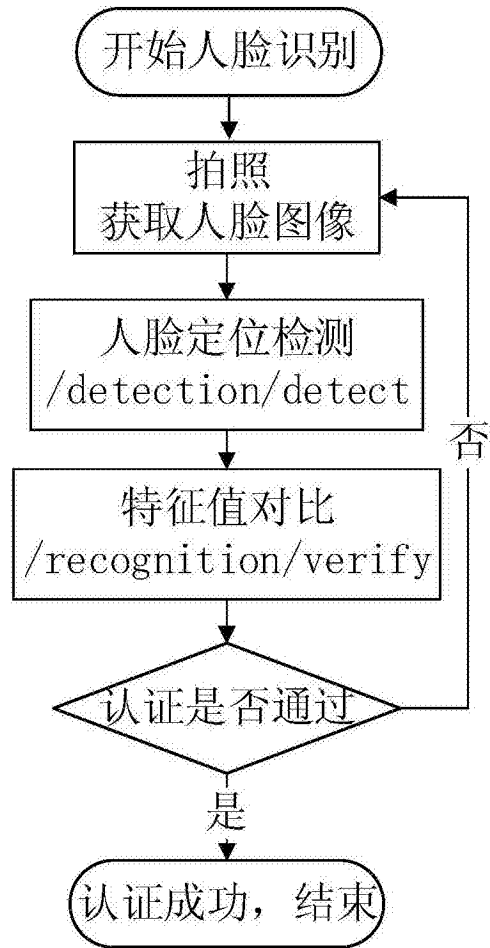 开始人脸识别
拍照
获取人脸图像
人脸定位检测
/detection/detect
否
特征值对比
/recognition/verify
认证是否通过
是
认证成功，结束